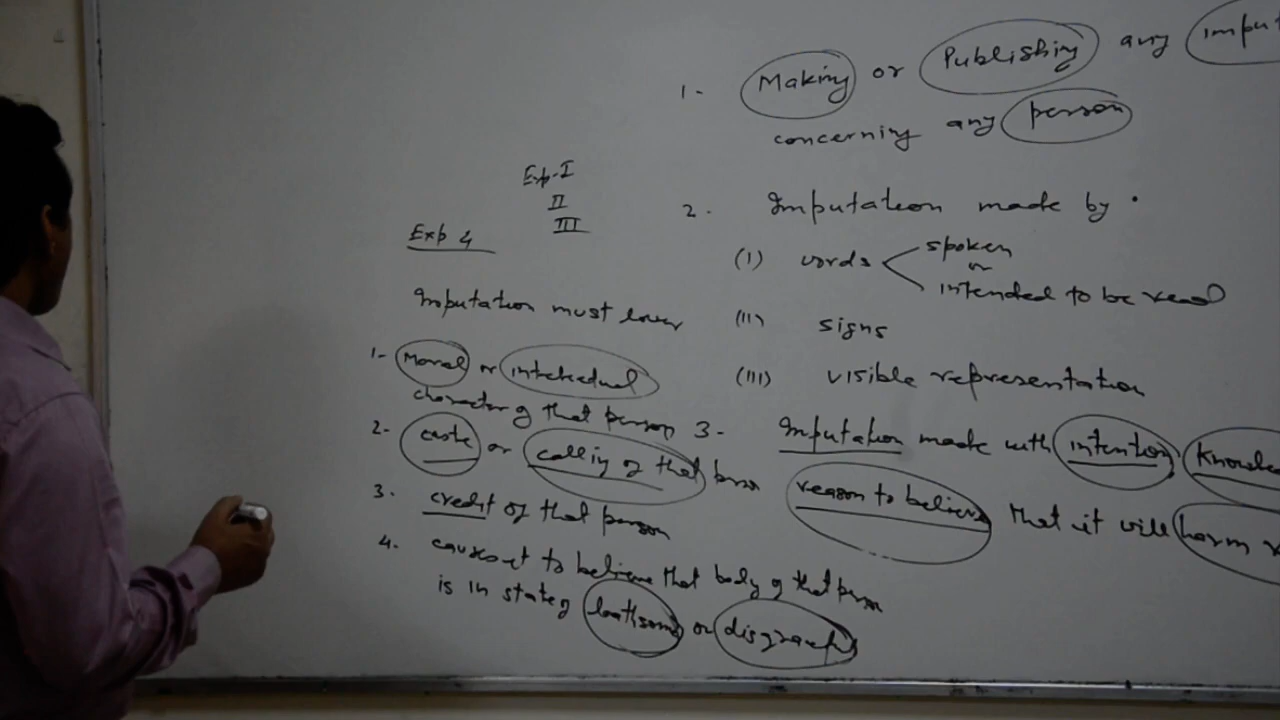 1. Making or Publishing any impu
concerning any person
2. Imputation made by
(I) words spoken
or
intended to be read
(II) signs
(III) visible representation
3- Imputation made with intention, Knowle
reason to believe that it will harm
Exp-I
II
III
Exp 4
Imputation must lower
1- Moral or intellectual
character of that person
2- caste or calling of that person
3. credit of that person
4. causes it to believe that body of that person
is in state of loathsome or disgraceful